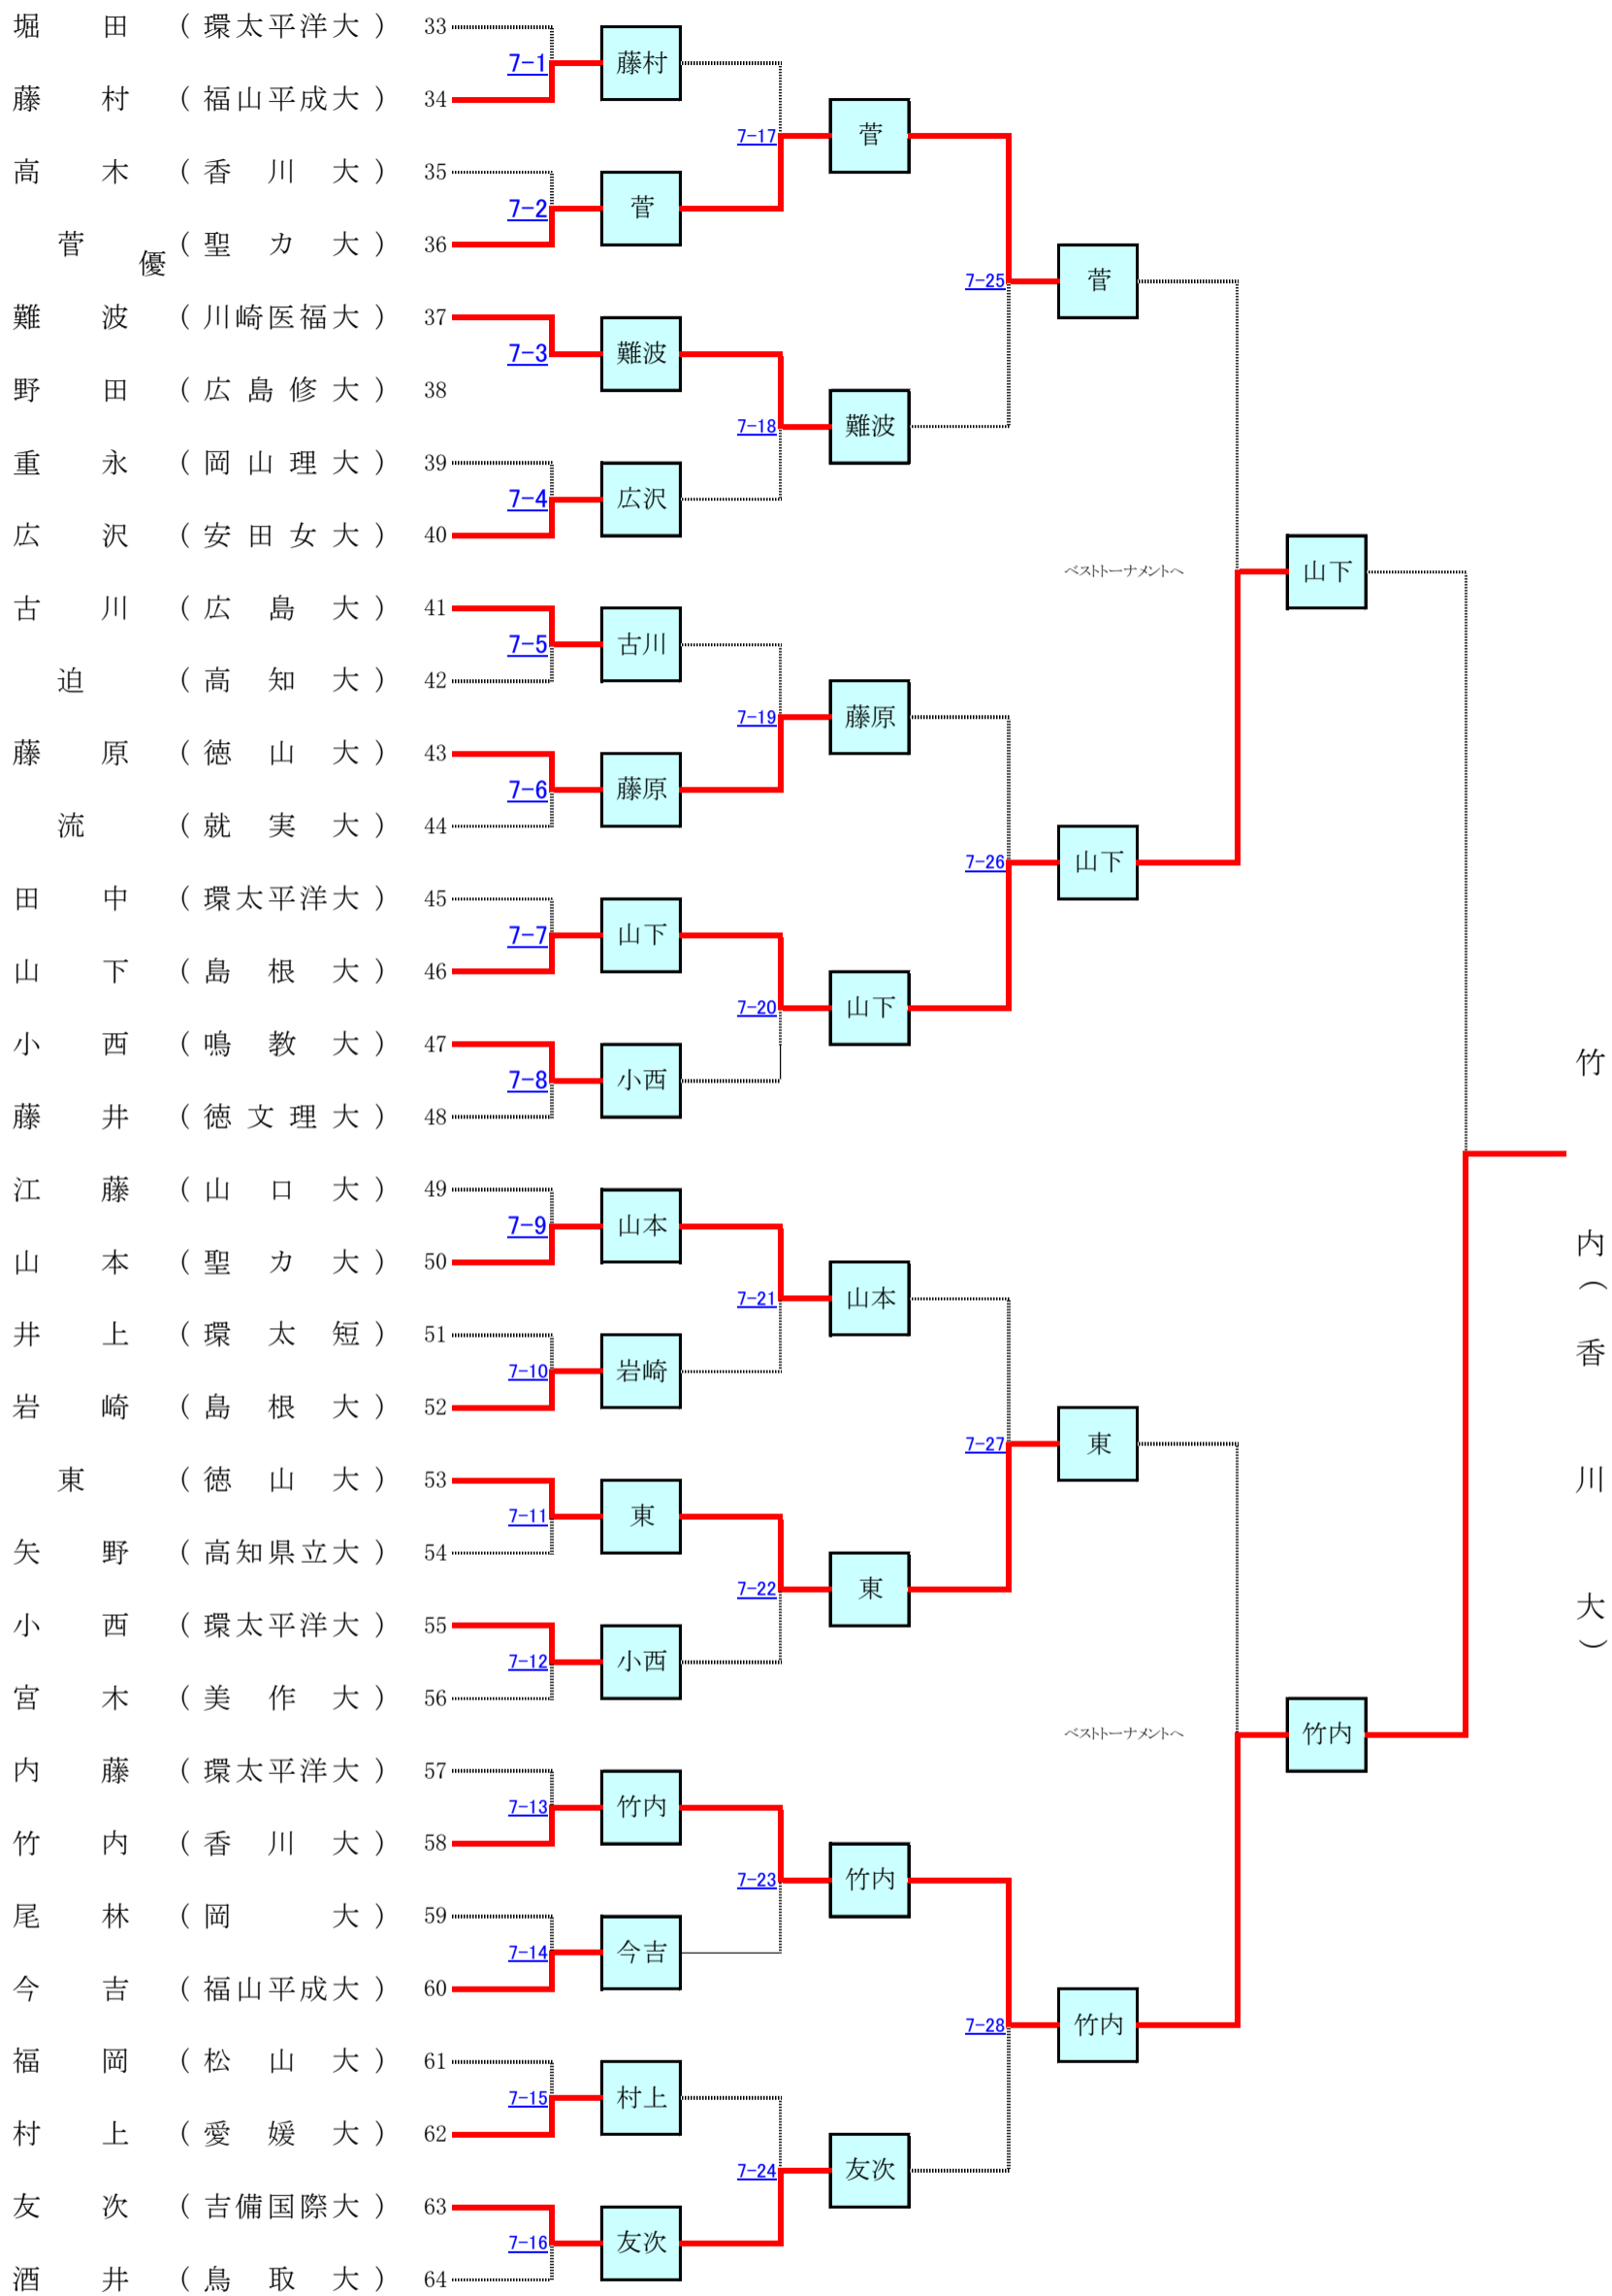 堀田（環太平洋大）33
7-1 藤村
藤村（福山平成大）34
7-17 菅
高木（香川大）35
7-2 菅
菅優（聖カ大）36
7-25 菅
難波（川崎医福大）37
7-3 難波
野田（広島修大）38
7-18 難波
重永（岡山理大）39
7-4 広沢
広沢（安田女大）40
ベストトーナメントへ 山下
古川（広島大）41
7-5 古川
迫（高知大）42
7-19 藤原
藤原（徳山大）43
7-6 藤原
流（就実大）44
7-26 山下
田中（環太平洋大）45
7-7 山下
山下（島根大）46
7-20 山下
小西（鳴教大）47
7-8 小西
藤井（徳文理大）48
竹内（香川大）
江藤（山口大）49
7-9 山本
山本（聖カ大）50
7-21 山本
井上（環太短）51
7-10 岩崎
岩崎（島根大）52
7-27 東
東（徳山大）53
7-11 東
矢野（高知県立大）54
7-22 東
小西（環太平洋大）55
7-12 小西
宮木（美作大）56
ベストトーナメントへ 竹内
内藤（環太平洋大）57
7-13 竹内
竹内（香川大）58
7-23 竹内
尾林（岡大）59
7-14 今吉
今吉（福山平成大）60
7-28 竹内
福岡（松山大）61
7-15 村上
村上（愛媛大）62
7-24 友次
友次（吉備国際大）63
7-16 友次
酒井（鳥取大）64